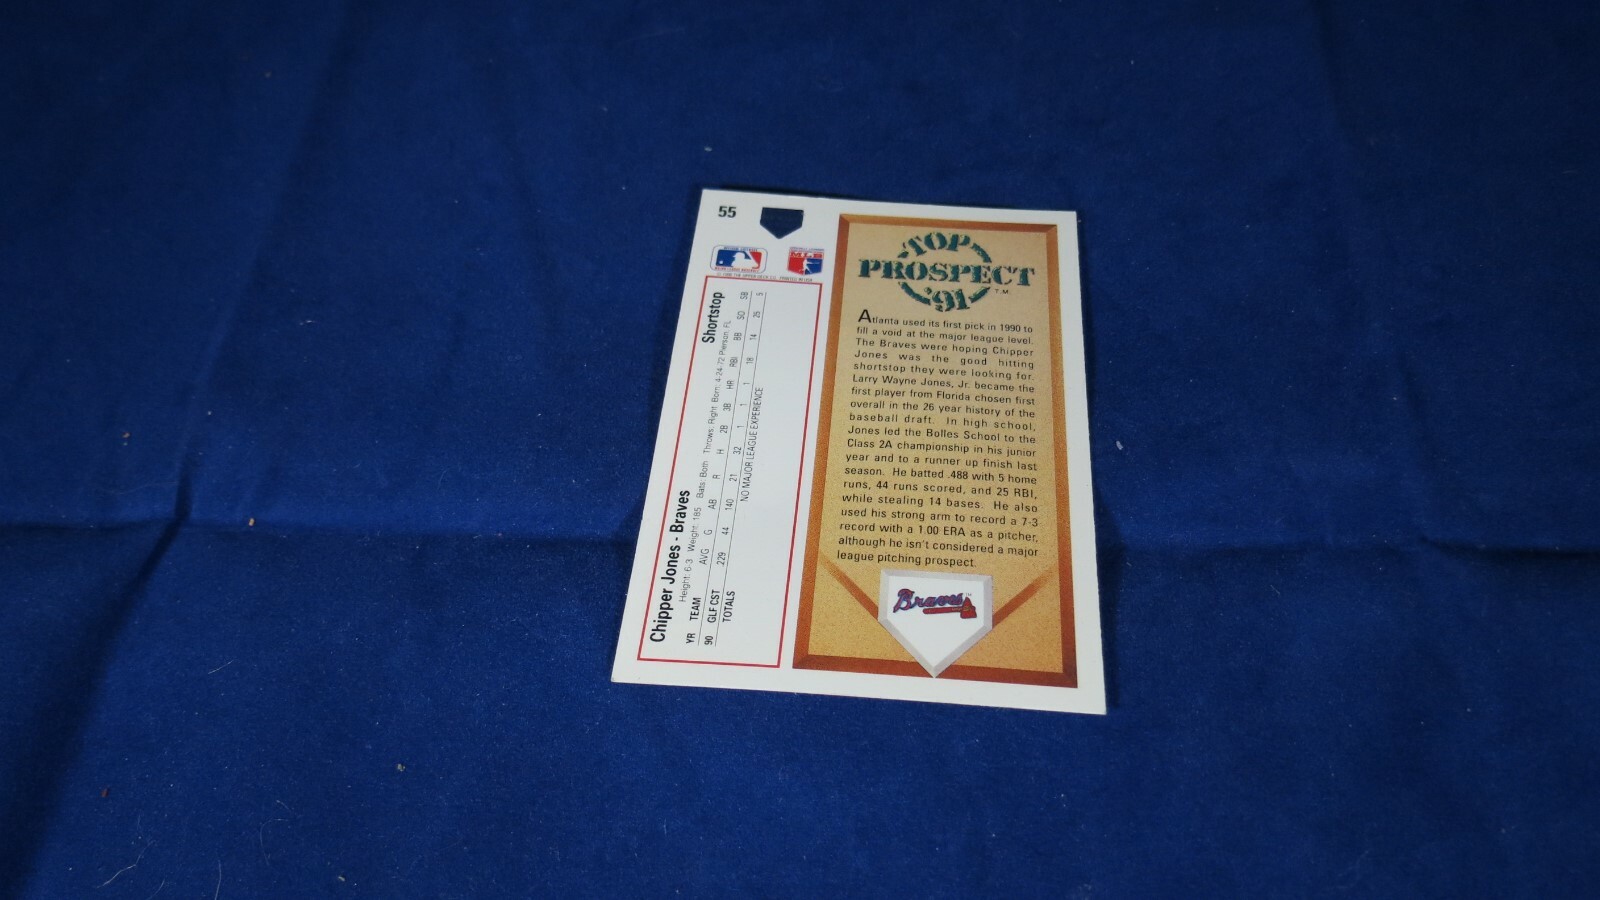 55
Chipper Jones - Braves Shortstop
Height: 6-3 Weight: 185 Bats: Both Throws: Right Born: 4-24-72 Pierson, FL
YR TEAM AVG G AB R H 2B 3B HR RBI BB SO SB
90 GLF CST 229 44 140 21 32 1 1 1 18 14 25 5
TOTALS NO MAJOR LEAGUE EXPERIENCE
TOP
PROSPECT
'91 T.M.
Atlanta used its first pick in 1990 to
fill a void at the major league level.
The Braves were hoping Chipper
Jones was the good hitting
shortstop they were looking for.
Larry Wayne Jones, Jr. became the
first player from Florida chosen first
overall in the 26 year history of the
baseball draft. In high school,
Jones led the Bolles School to the
Class 2A championship in his junior
year and to a runner up finish last
season. He batted .488 with 5 home
runs, 44 runs scored, and 25 RBI,
while stealing 14 bases. He also
used his strong arm to record a 7-3
record with a 1.00 ERA as a pitcher,
although he isn't considered a major
league pitching prospect.
Braves